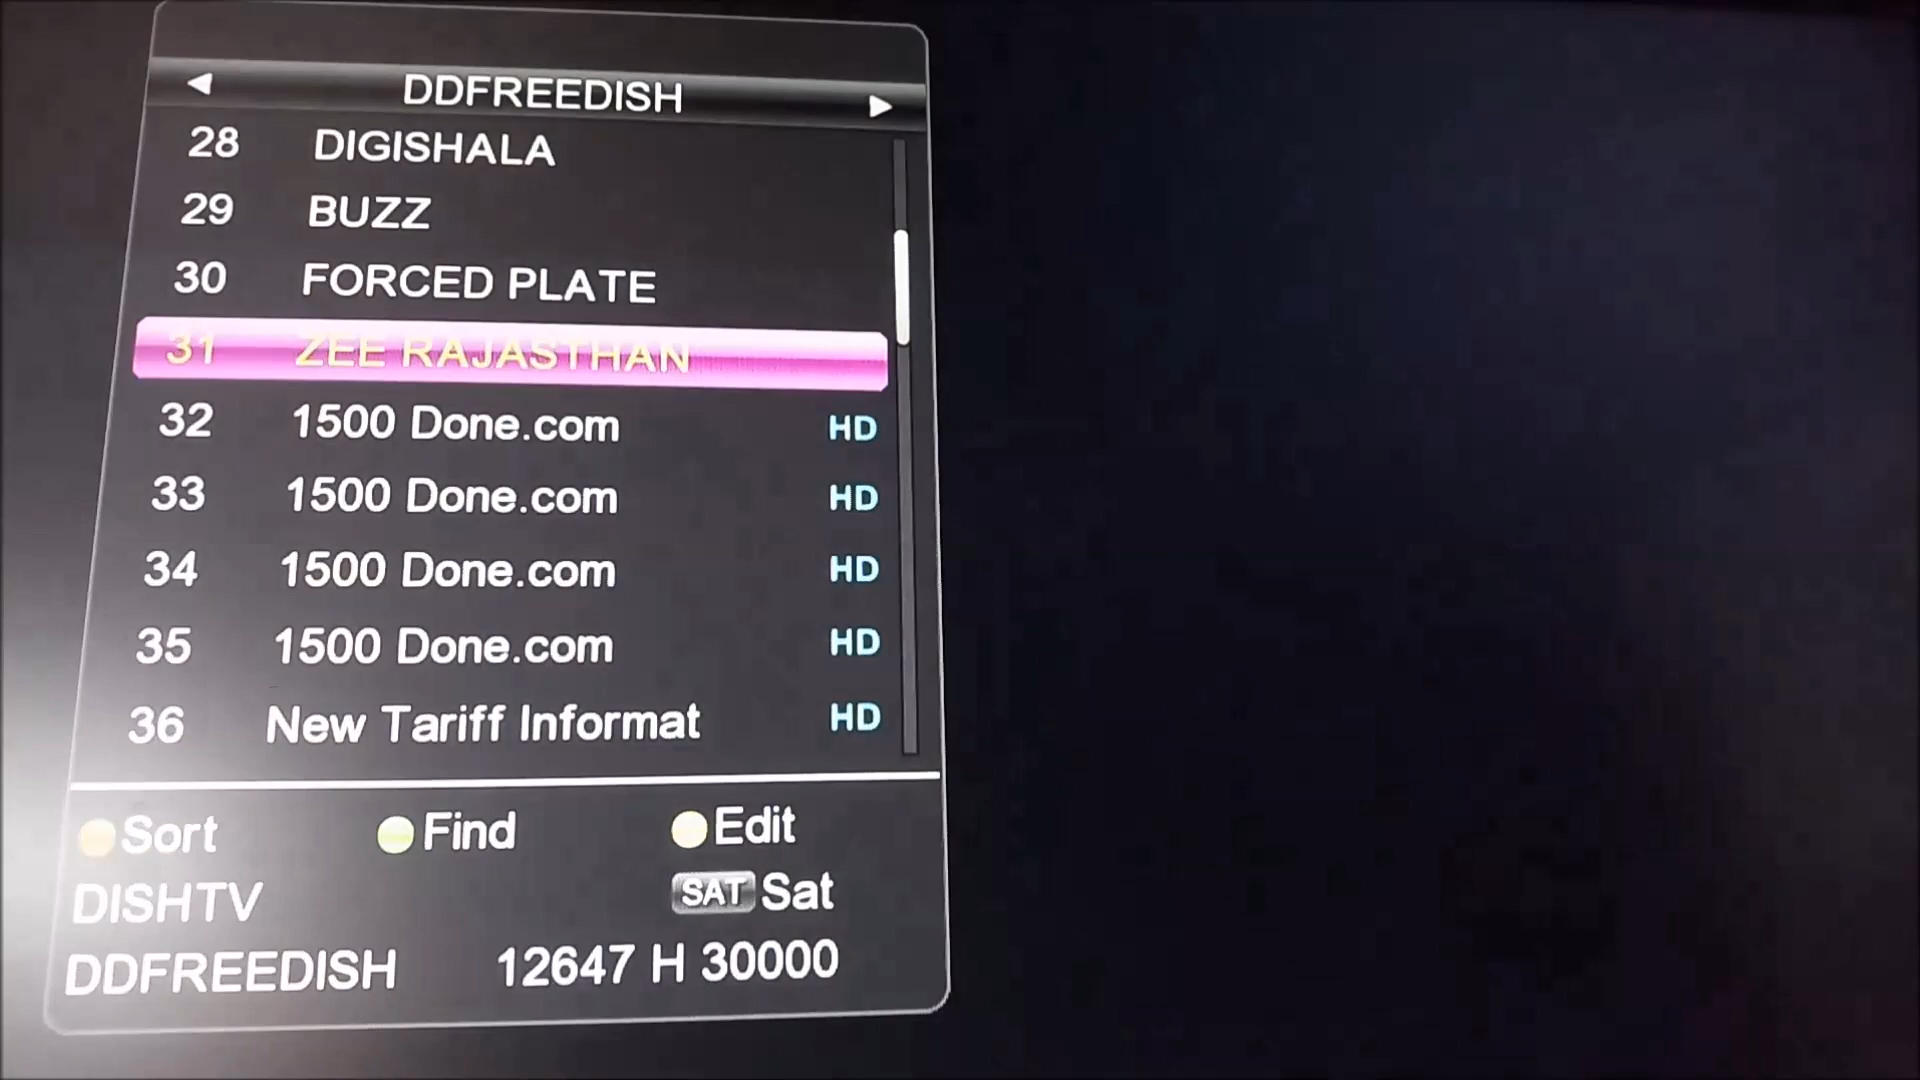 DDFREEDISH
28 DIGISHALA
29 BUZZ
30 FORCED PLATE
31 ZEE RAJASTHAN
32 1500 Done.com HD
33 1500 Done.com HD
34 1500 Done.com HD
35 1500 Done.com HD
36 New Tariff Informat HD
Sort Find Edit
DISHTV SAT Sat
DDFREEDISH 12647 H 30000